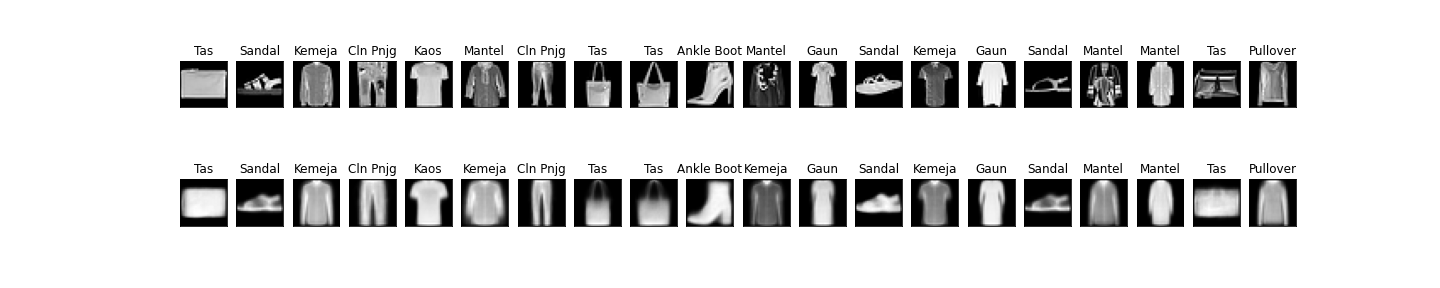 Tas Sandal Kemeja Cln Pnjg Kaos Mantel Cln Pnjg Tas Tas Ankle Boot Mantel Gaun Sandal Kemeja Gaun Sandal Mantel Mantel Tas Pullover
Tas Sandal Kemeja Cln Pnjg Kaos Kemeja Cln Pnjg Tas Tas Ankle Boot Kemeja Gaun Sandal Kemeja Gaun Sandal Mantel Mantel Tas Pullover